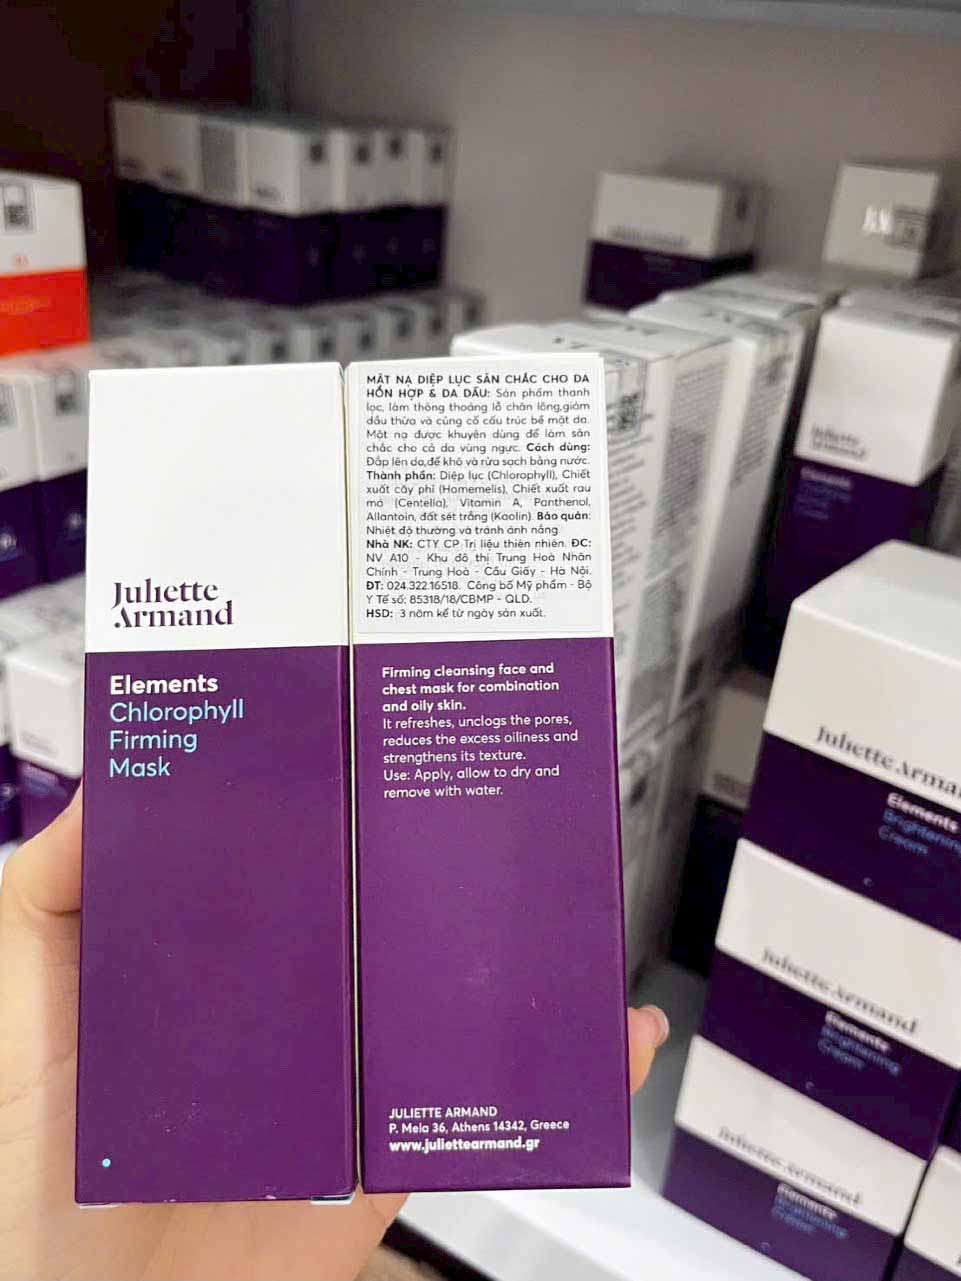 Juliette
Armand
Elements
Chlorophyll
Firming
Mask
MẶT NẠ DIỆP LỤC SĂN CHẮC CHO DA
HỖN HỢP & DA DẦU: Sản phẩm thanh
lọc, làm thông thoáng lỗ chân lông,giảm
dầu thừa và củng cố cấu trúc bề mặt da.
Mặt nạ được khuyên dùng để làm săn
chắc cho cả da vùng ngực. Cách dùng:
Đắp lên da,để khô và rửa sạch bằng nước.
Thành phần: Diệp lục (Chlorophyll), Chiết
xuất cây phỉ (Hamemelis), Chiết xuất rau
má (Centella), Vitamin A, Panthenol,
Allantoin, đất sét trắng (Kaolin). Bảo quản:
Nhiệt độ thường và tránh ánh nắng.
Nhà NK: CTY CP Trị liệu thiên nhiên. ĐC:
NV A10 - Khu đô thị Trung Hoà Nhân
Chính - Trung Hoà - Cầu Giấy - Hà Nội.
ĐT: 024.322.16518. Công bố Mỹ phẩm - Bộ
Y Tế số: 85318/18/CBMP - QLD.
HSD: 3 năm kể từ ngày sản xuất.
Firming cleansing face and
chest mask for combination
and oily skin.
It refreshes, unclogs the pores,
reduces the excess oiliness and
strengthens its texture.
Use: Apply, allow to dry and
remove with water.
JULIETTE ARMAND
P. Mela 36, Athens 14342, Greece
www.juliettearmand.gr
Juliette
Armand
Elements
Juliette Arma
Elements
Brightening
Cream
Juliette Armand
Elements
Brightening
Cream
Juliette Armand
Elements
Brightening
Cream